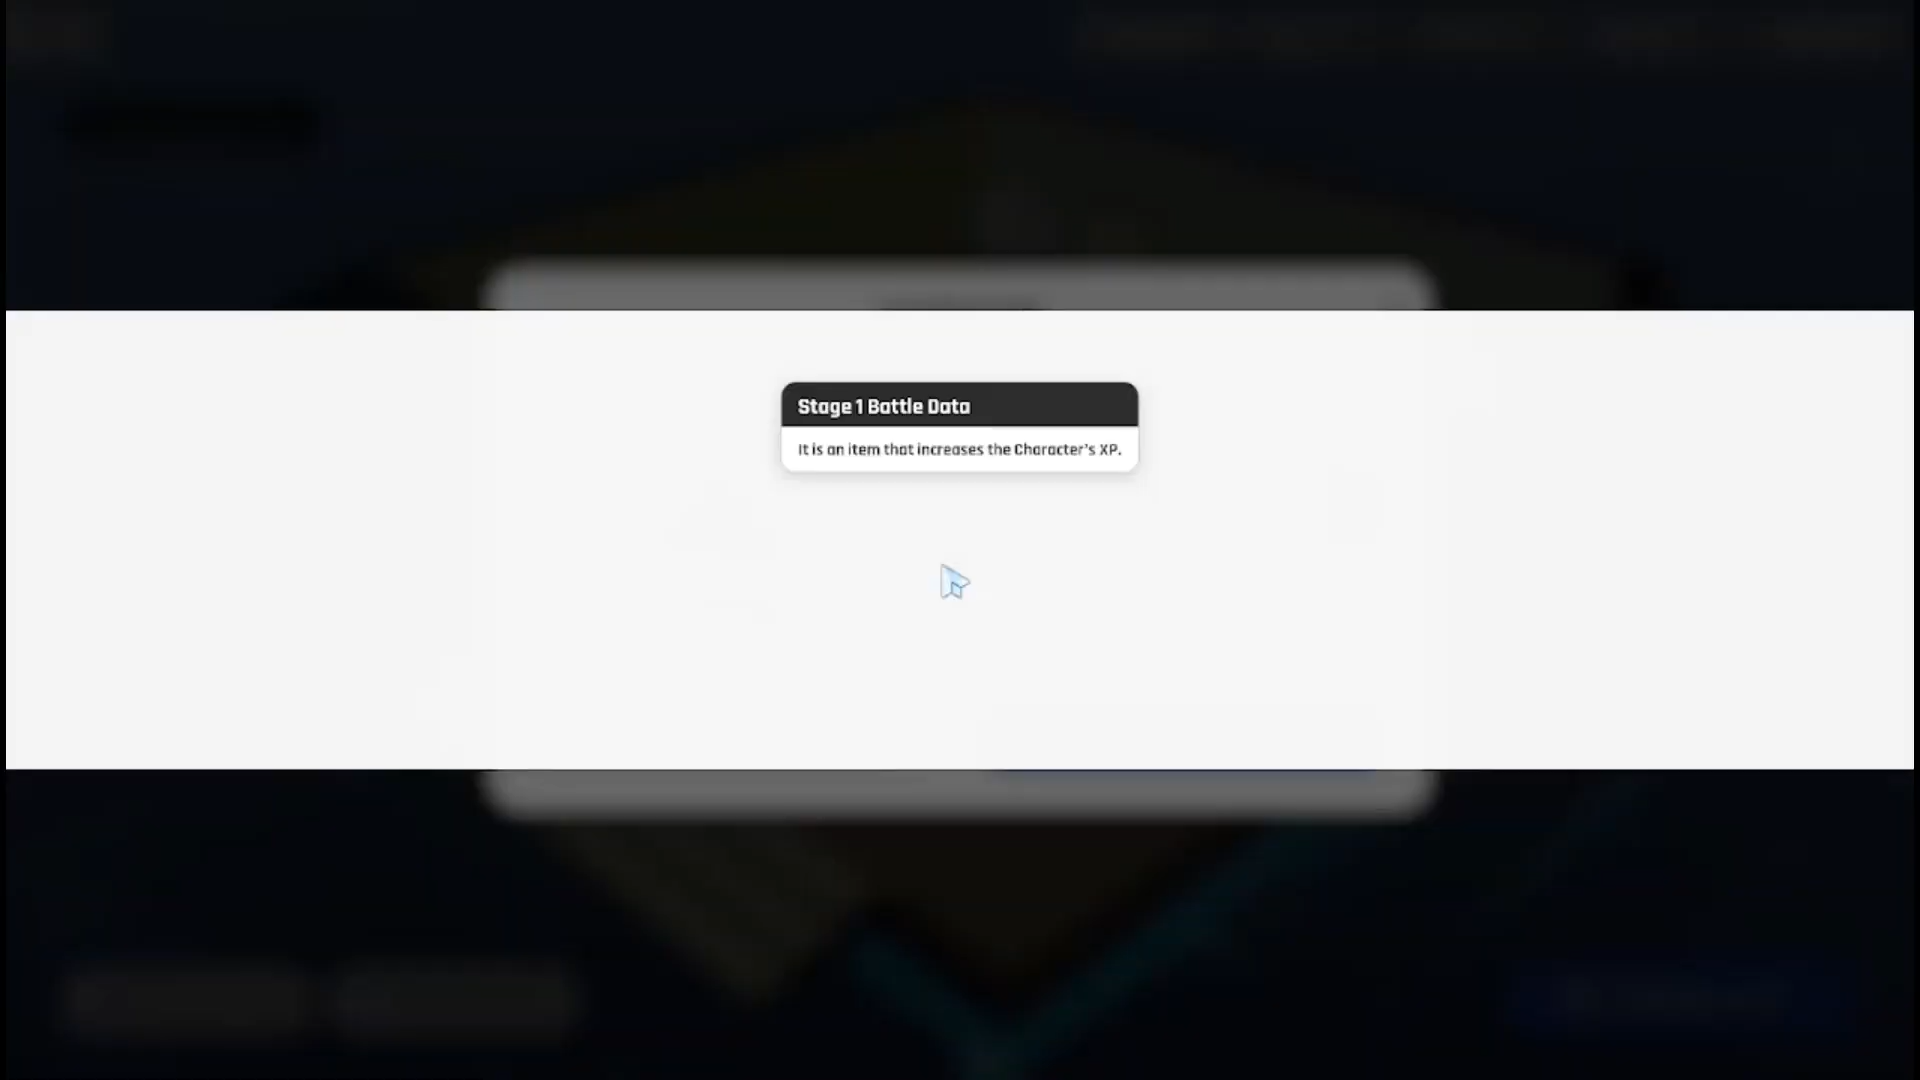 Stage 1 Battle Data
It is an item that increases the Character's XP.